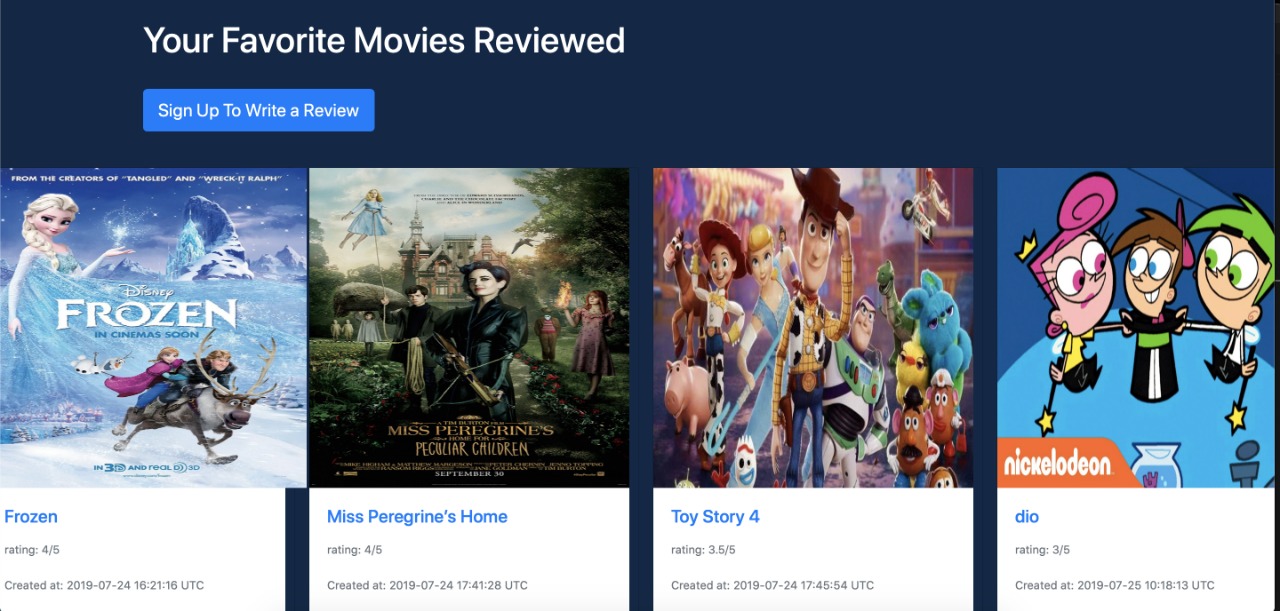 Your Favorite Movies Reviewed
Sign Up To Write a Review
FROM THE CREATORS OF "TANGLED" AND "WRECK-IT RALPH"
DISNEY
FROZEN
IN CINEMAS SOON
IN 3D AND REAL D 3D
A TIM BURTON FILM
MISS PEREGRINE'S
HOME FOR
PECULIAR CHILDREN
SEPTEMBER 30
nickelodeon
Frozen
rating: 4/5
Created at: 2019-07-24 16:21:16 UTC
Miss Peregrine's Home
rating: 4/5
Created at: 2019-07-24 17:41:28 UTC
Toy Story 4
rating: 3.5/5
Created at: 2019-07-24 17:45:54 UTC
dio
rating: 3/5
Created at: 2019-07-25 10:18:13 UTC